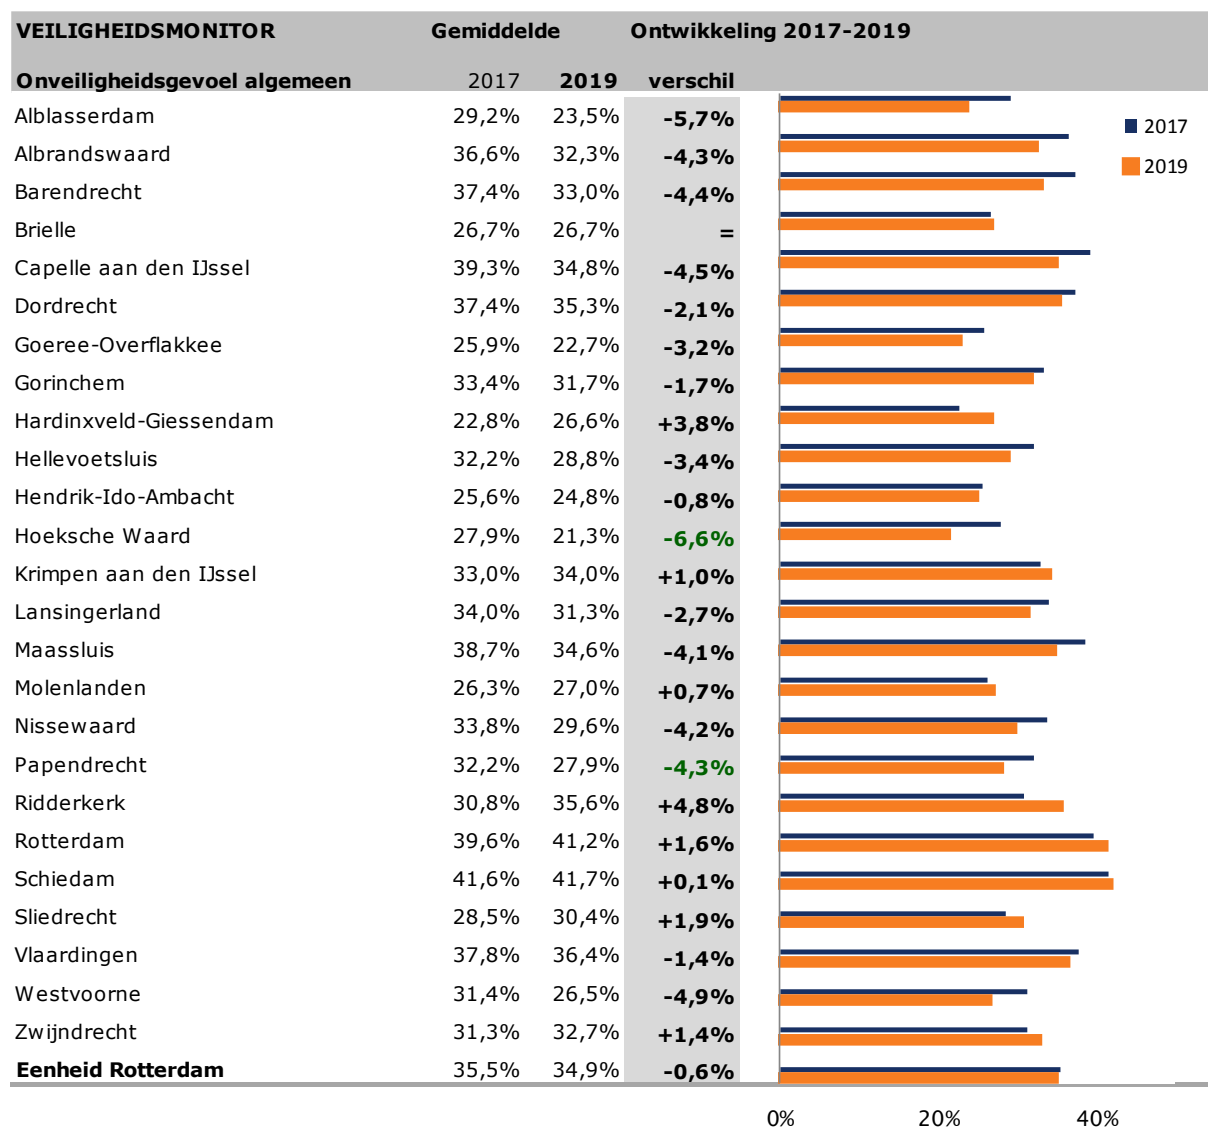 VEILIGHEIDSMONITOR Gemiddelde Ontwikkeling 2017-2019
Onveiligheidsgevoel algemeen 2017 2019 verschil
Alblasserdam 29,2% 23,5% -5,7%
2017
Albrandswaard 36,6% 32,3% -4,3%
2019
Barendrecht 37,4% 33,0% -4,4%
Brielle 26,7% 26,7% =
Capelle aan den IJssel 39,3% 34,8% -4,5%
Dordrecht 37,4% 35,3% -2,1%
Goeree-Overflakkee 25,9% 22,7% -3,2%
Gorinchem 33,4% 31,7% -1,7%
Hardinxveld-Giessendam 22,8% 26,6% +3,8%
Hellevoetsluis 32,2% 28,8% -3,4%
Hendrik-Ido-Ambacht 25,6% 24,8% -0,8%
Hoeksche Waard 27,9% 21,3% -6,6%
Krimpen aan den IJssel 33,0% 34,0% +1,0%
Lansingerland 34,0% 31,3% -2,7%
Maassluis 38,7% 34,6% -4,1%
Molenlanden 26,3% 27,0% +0,7%
Nissewaard 33,8% 29,6% -4,2%
Papendrecht 32,2% 27,9% -4,3%
Ridderkerk 30,8% 35,6% +4,8%
Rotterdam 39,6% 41,2% +1,6%
Schiedam 41,6% 41,7% +0,1%
Sliedrecht 28,5% 30,4% +1,9%
Vlaardingen 37,8% 36,4% -1,4%
Westvoorne 31,4% 26,5% -4,9%
Zwijndrecht 31,3% 32,7% +1,4%
Eenheid Rotterdam 35,5% 34,9% -0,6%
0% 20% 40%